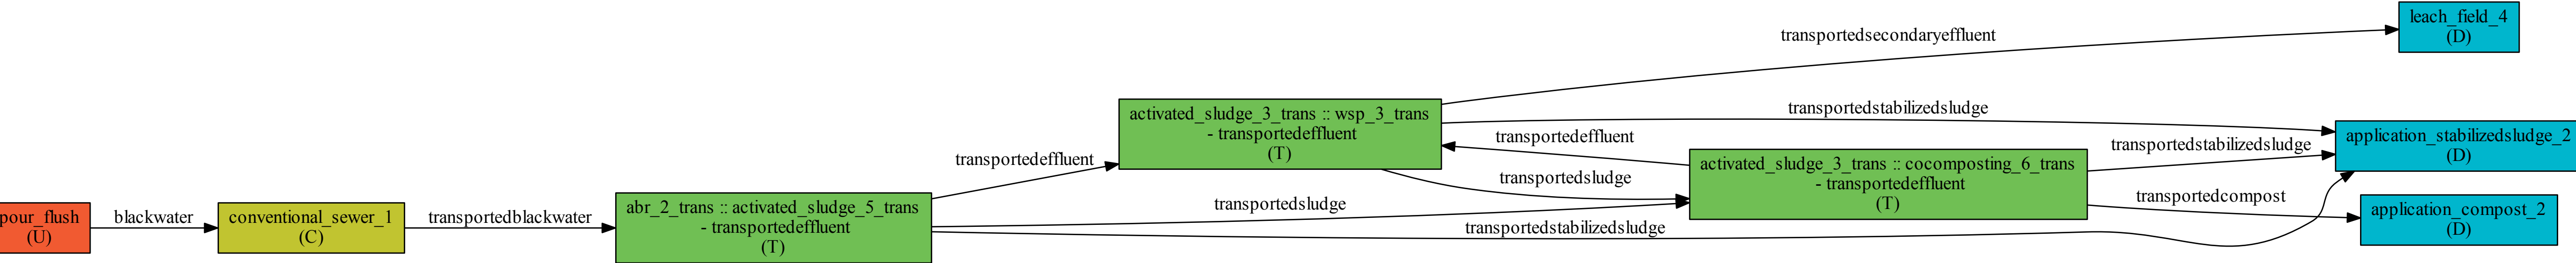 pour_flush
(U)
blackwater
conventional_sewer_1
(C)
transportedblackwater
abr_2_trans :: activated_sludge_5_trans
- transportedeffluent
(T)
transportedeffluent
transportedsludge
transportedstabilizedsludge
activated_sludge_3_trans :: wsp_3_trans
- transportedeffluent
(T)
transportedsecondaryeffluent
transportedstabilizedsludge
transportedeffluent
transportedsludge
activated_sludge_3_trans :: cocomposting_6_trans
- transportedeffluent
(T)
transportedstabilizedsludge
transportedcompost
leach_field_4
(D)
application_stabilizedsludge_2
(D)
application_compost_2
(D)